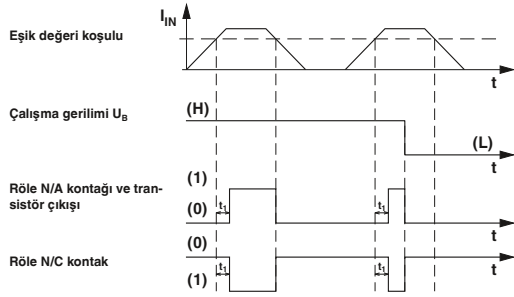 I_IN
Eşik değeri koşulu
t
Çalışma gerilimi U_B
(H)
(L)
t
Röle N/A kontağı ve tran-
sistör çıkışı
(1)
(0)
t₁
t₁
t
Röle N/C kontak
(0)
(1)
t₁
t₁
t